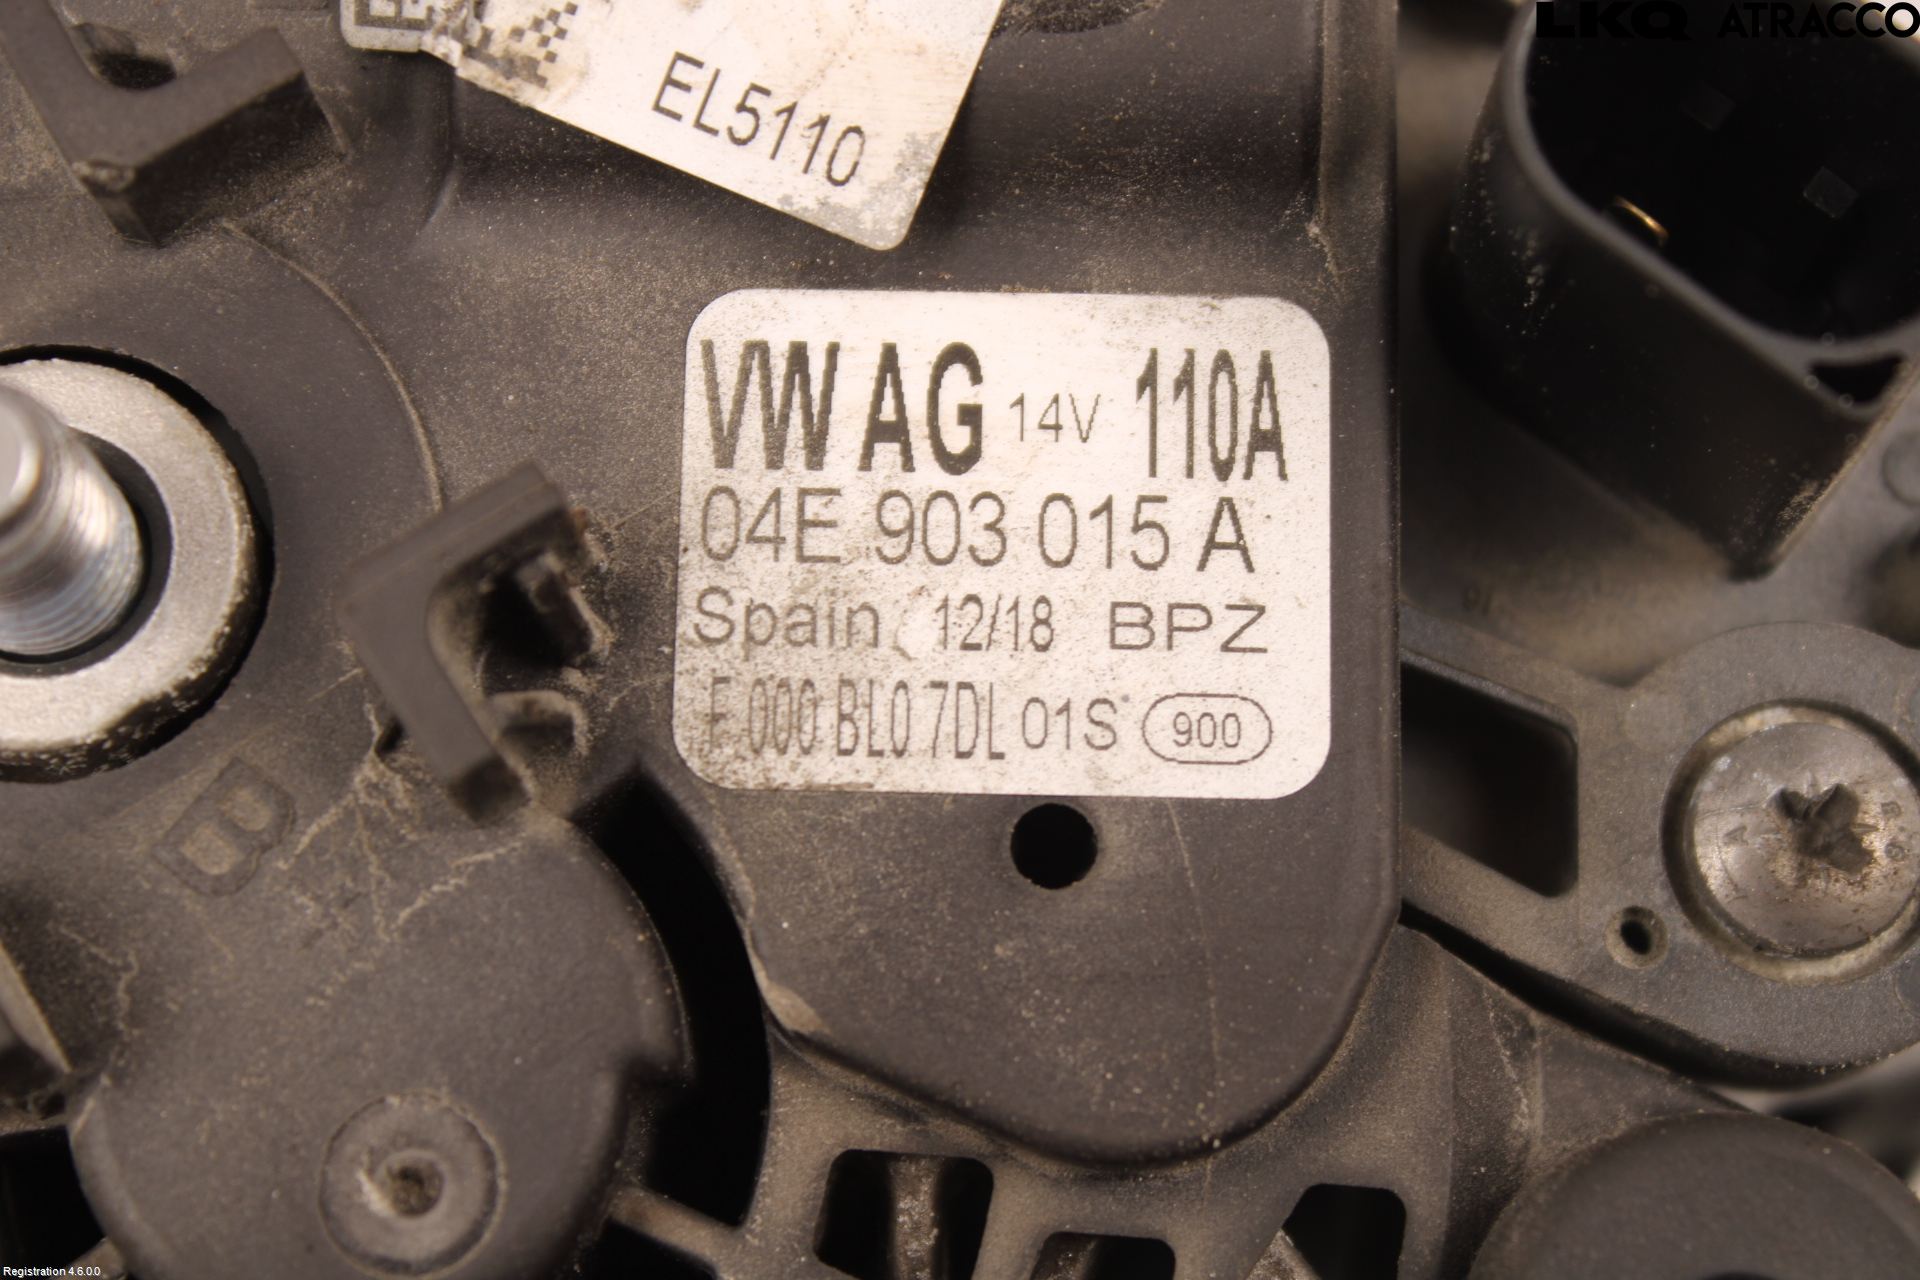 LKQ ATRACCO
EL5110
VW AG 14V 110A
04E 903 015 A
Spain 12/18 BPZ
F 000 BL0 7DL 01S 900
B
Registration 4.6.0.0